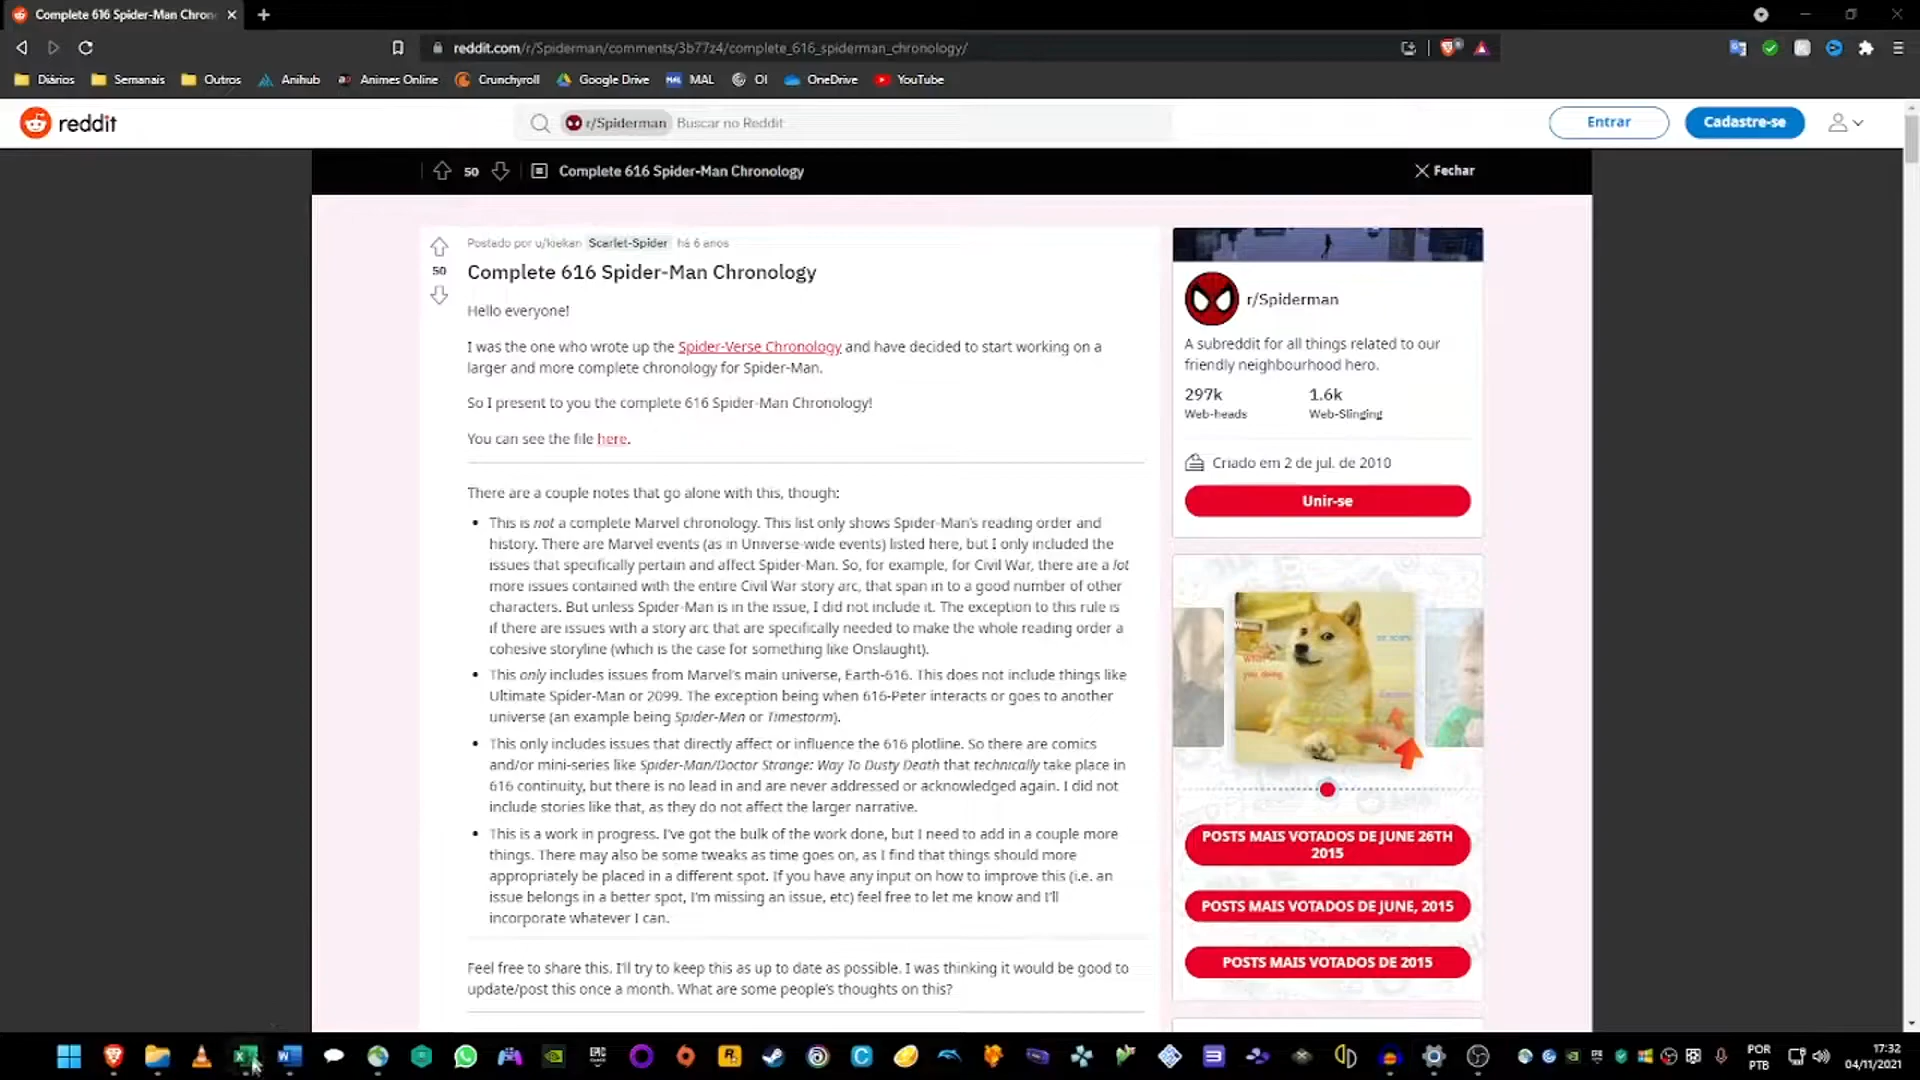 Complete 616 Spider-Man Chron
reddit.com/r/Spiderman/comments/3b77z4/complete_616_spiderman_chronology/
Diários Semanais Outros Anihub Animes Online Crunchyroll Google Drive MAL MAL OI OneDrive YouTube
reddit
r/Spiderman Buscar no Reddit
Entrar
Cadastre-se
50 Complete 616 Spider-Man Chronology
Fechar
Postado por u/kiekan Scarlet-Spider há 6 anos
50
Complete 616 Spider-Man Chronology
Hello everyone!
I was the one who wrote up the Spider-Verse Chronology and have decided to start working on a
larger and more complete chronology for Spider-Man.
So I present to you the complete 616 Spider-Man Chronology!
You can see the file here.
There are a couple notes that go alone with this, though:
This is not a complete Marvel chronology. This list only shows Spider-Man's reading order and
history. There are Marvel events (as in Universe-wide events) listed here, but I only included the
issues that specifically pertain and affect Spider-Man. So, for example, for Civil War, there are a lot
more issues contained with the entire Civil War story arc, that span in to a good number of other
characters. But unless Spider-Man is in the issue, I did not include it. The exception to this rule is
if there are issues with a story arc that are specifically needed to make the whole reading order a
cohesive storyline (which is the case for something like Onslaught).
This only includes issues from Marvel's main universe, Earth-616. This does not include things like
Ultimate Spider-Man or 2099. The exception being when 616-Peter interacts or goes to another
universe (an example being Spider-Men or Timestorm).
This only includes issues that directly affect or influence the 616 plotline. So there are comics
and/or mini-series like Spider-Man/Doctor Strange: Way To Dusty Death that technically take place in
616 continuity, but there is no lead in and are never addressed or acknowledged again. I did not
include stories like that, as they do not affect the larger narrative.
This is a work in progress. I've got the bulk of the work done, but I need to add in a couple more
things. There may also be some tweaks as time goes on, as I find that things should more
appropriately be placed in a different spot. If you have any input on how to improve this (i.e. an
issue belongs in a better spot, I'm missing an issue, etc) feel free to let me know and I'll
incorporate whatever I can.
Feel free to share this. I'll try to keep this as up to date as possible. I was thinking it would be good to
update/post this once a month. What are some people's thoughts on this?
r/Spiderman
A subreddit for all things related to our
friendly neighbourhood hero.
297k 1.6k
Web-heads Web-Slinging
Criado em 2 de jul. de 2010
Unir-se
you doing
POSTS MAIS VOTADOS DE JUNE 26TH
2015
POSTS MAIS VOTADOS DE JUNE, 2015
POSTS MAIS VOTADOS DE 2015
POR
PTB
17:32
04/11/2021